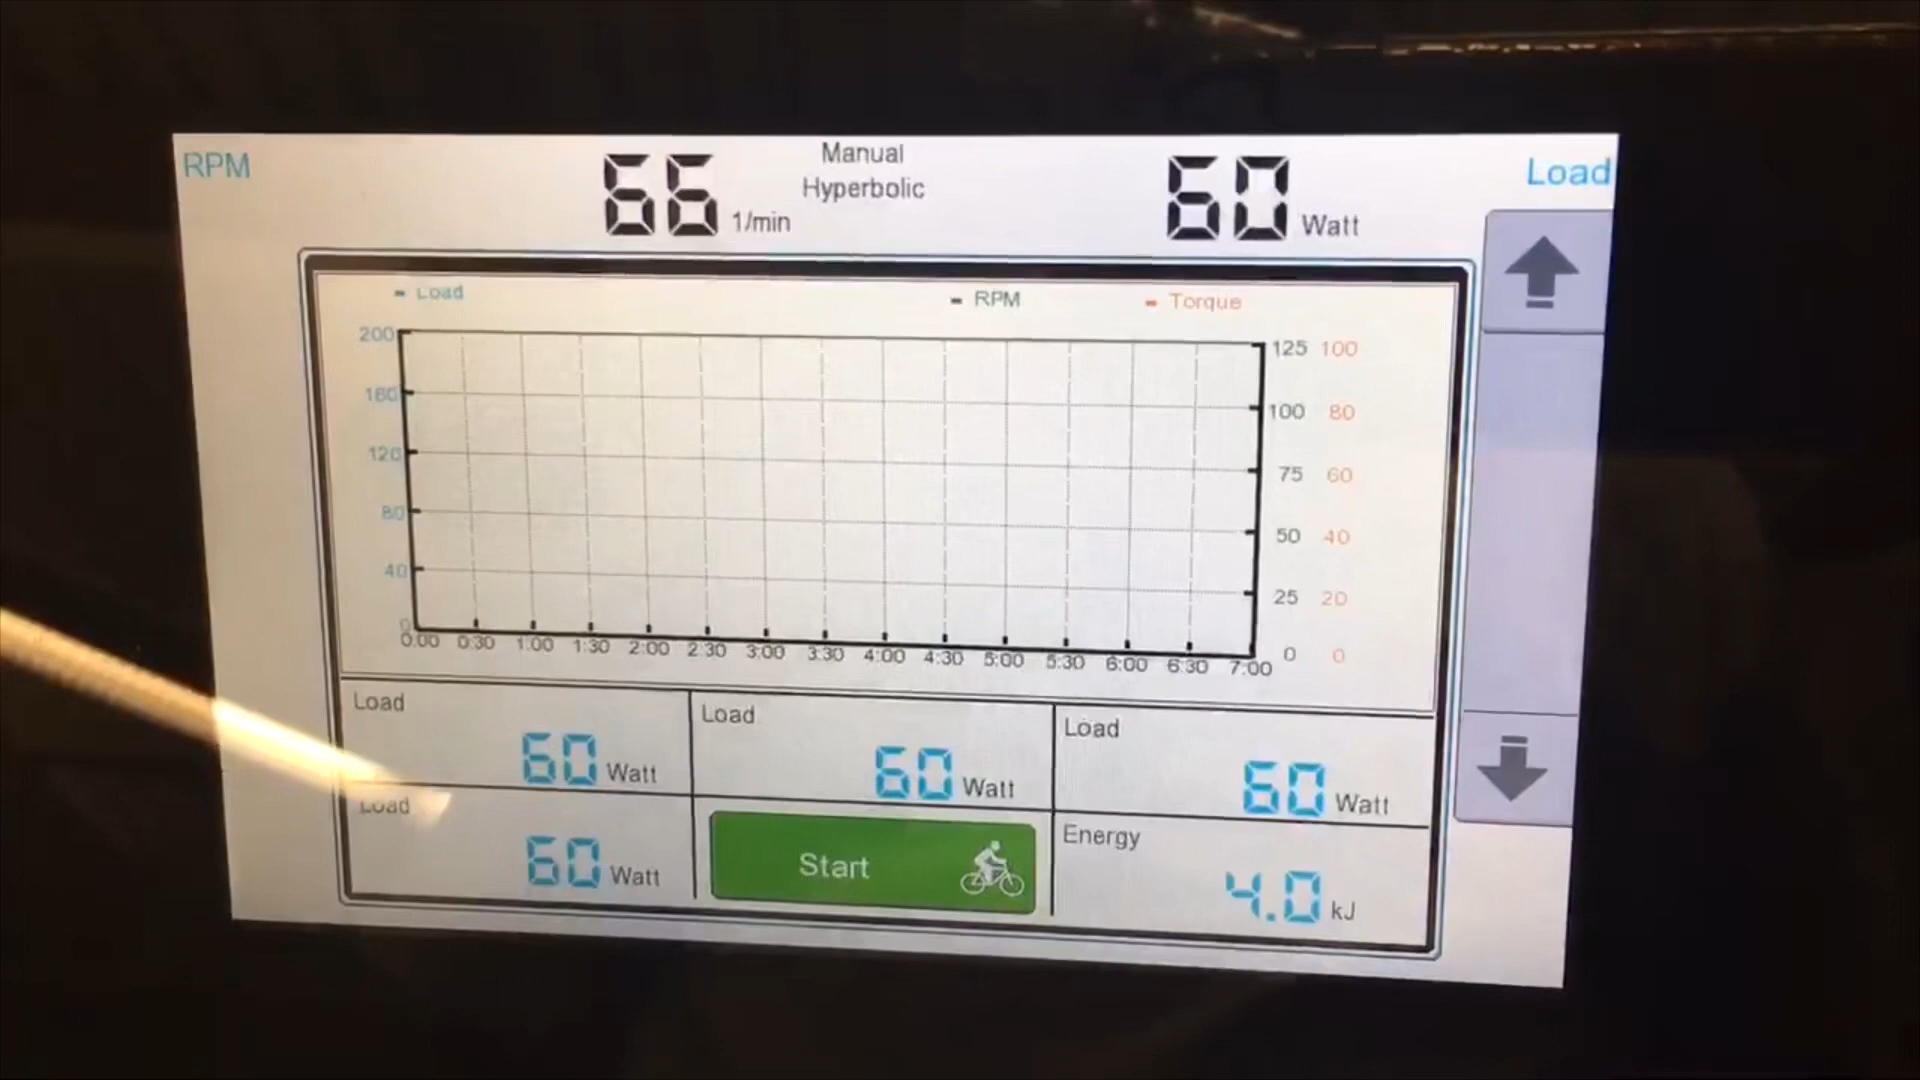 RPM
66 1/min
Manual
Hyperbolic
60 Watt
Load
Load
RPM
Torque
200
160
120
80
40
0
125 100
100 80
75 60
50 40
25 20
0 0
0:00 0:30 1:00 1:30 2:00 2:30 3:00 3:30 4:00 4:30 5:00 5:30 6:00 6:30 7:00
Load
60 Watt
Load
60 Watt
Load
60 Watt
Load
60 Watt
Start
Energy
4.0 kJ